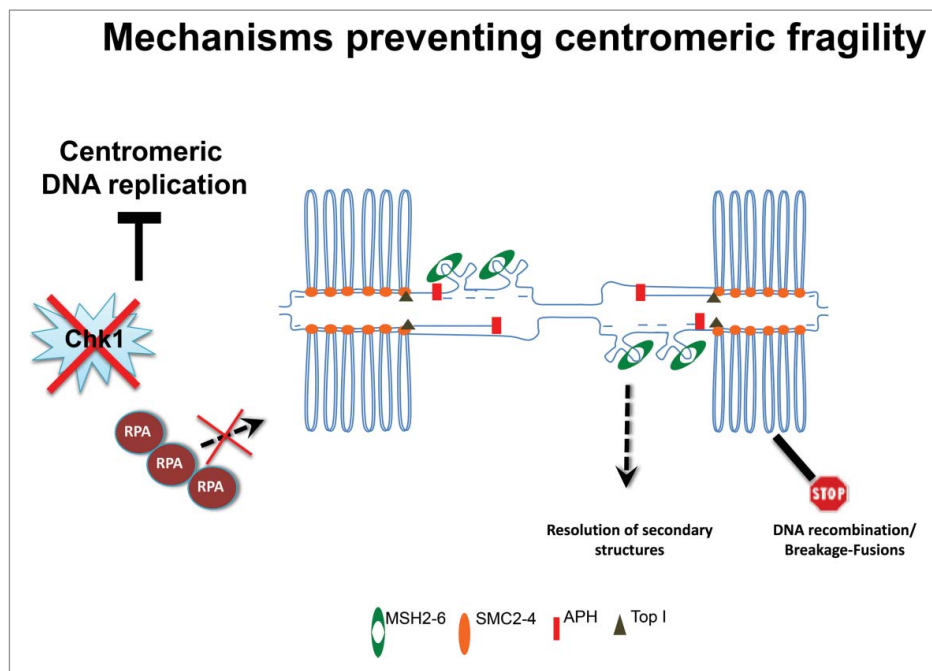 Mechanisms preventing centromeric fragility
Centromeric
DNA replication
Chk1
RPA
RPA
RPA
STOP
Resolution of secondary
structures
DNA recombination/
Breakage-Fusions
MSH2-6
SMC2-4
APH
Top I